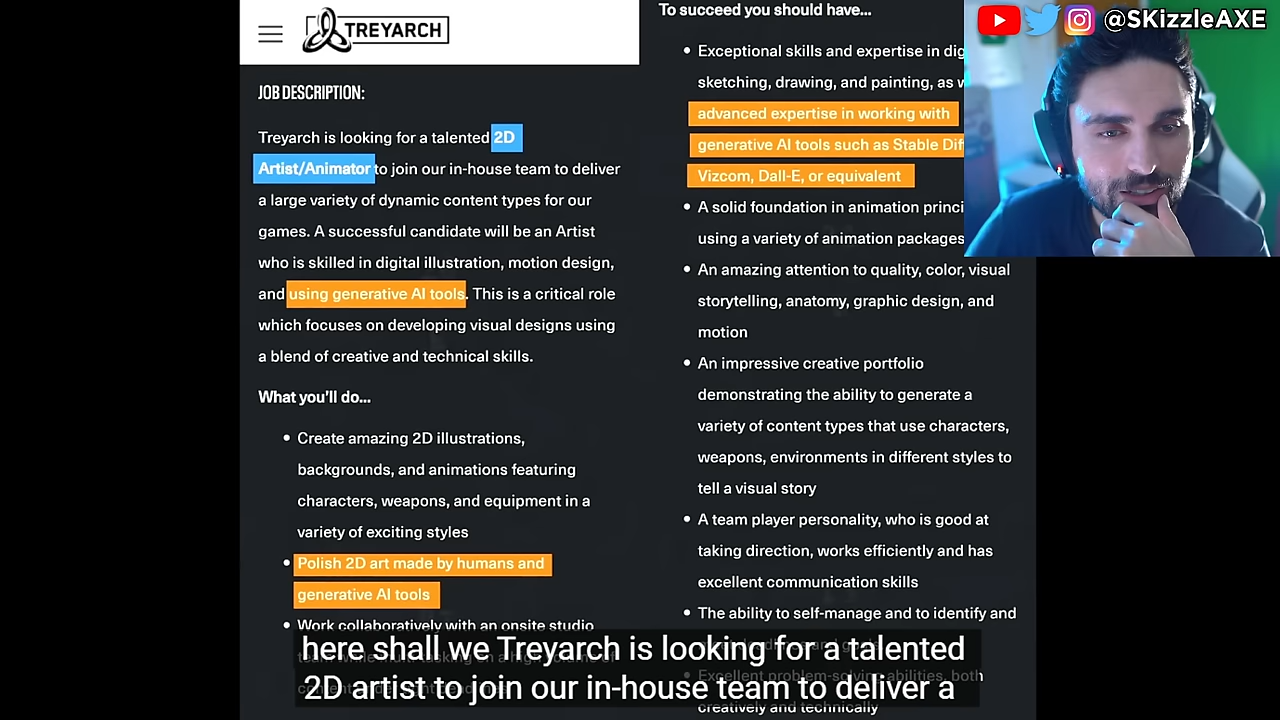 TREYARCH
JOB DESCRIPTION:
Treyarch is looking for a talented 2D
Artist/Animator to join our in-house team to deliver
a large variety of dynamic content types for our
games. A successful candidate will be an Artist
who is skilled in digital illustration, motion design,
and using generative AI tools. This is a critical role
which focuses on developing visual designs using
a blend of creative and technical skills.
What you'll do...
• Create amazing 2D illustrations,
backgrounds, and animations featuring
characters, weapons, and equipment in a
variety of exciting styles
• Polish 2D art made by humans and
generative AI tools
• Work collaboratively with an onsite studio
To succeed you should have...
• Exceptional skills and expertise in dig
sketching, drawing, and painting, as w
advanced expertise in working with
generative AI tools such as Stable Dif
Vizcom, Dall-E, or equivalent
• A solid foundation in animation princi
using a variety of animation packages
• An amazing attention to quality, color, visual
storytelling, anatomy, graphic design, and
motion
• An impressive creative portfolio
demonstrating the ability to generate a
variety of content types that use characters,
weapons, environments in different styles to
tell a visual story
• A team player personality, who is good at
taking direction, works efficiently and has
excellent communication skills
• The ability to self-manage and to identify and
• Excellent problem-solving abilities, both
creatively and technically
@SKizzleAXE
here shall we Treyarch is looking for a talented
2D artist to join our in-house team to deliver a